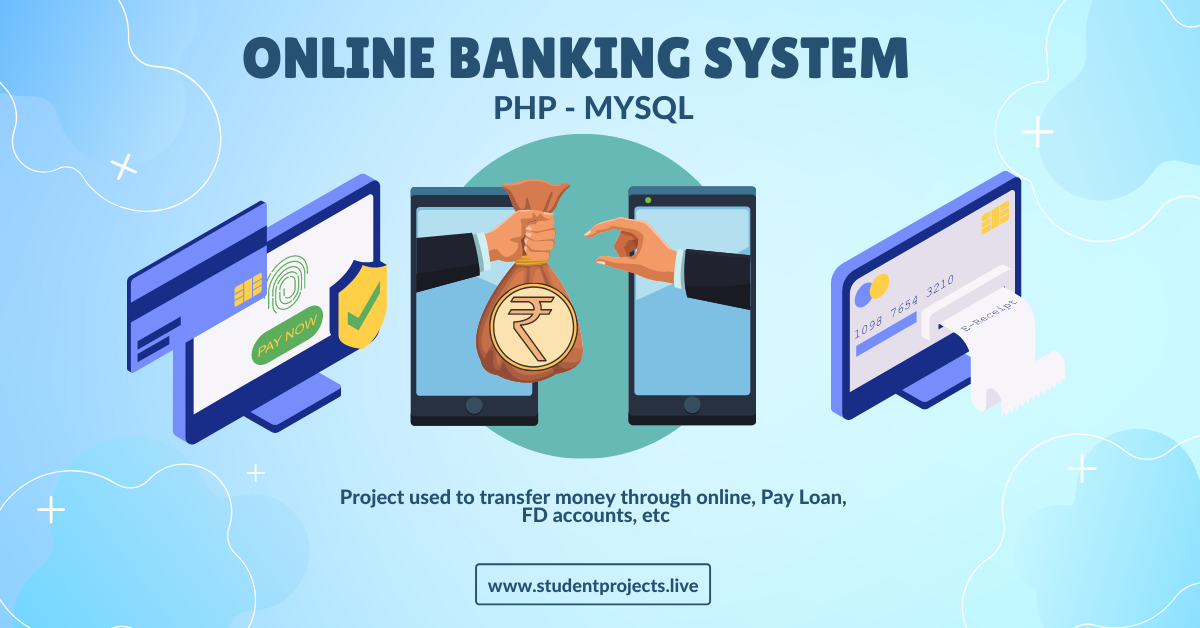 ONLINE BANKING SYSTEM
PHP - MYSQL
PAY NOW
₹
1098 7654 3210
E-Receipt
Project used to transfer money through online, Pay Loan,
FD accounts, etc
www.studentprojects.live